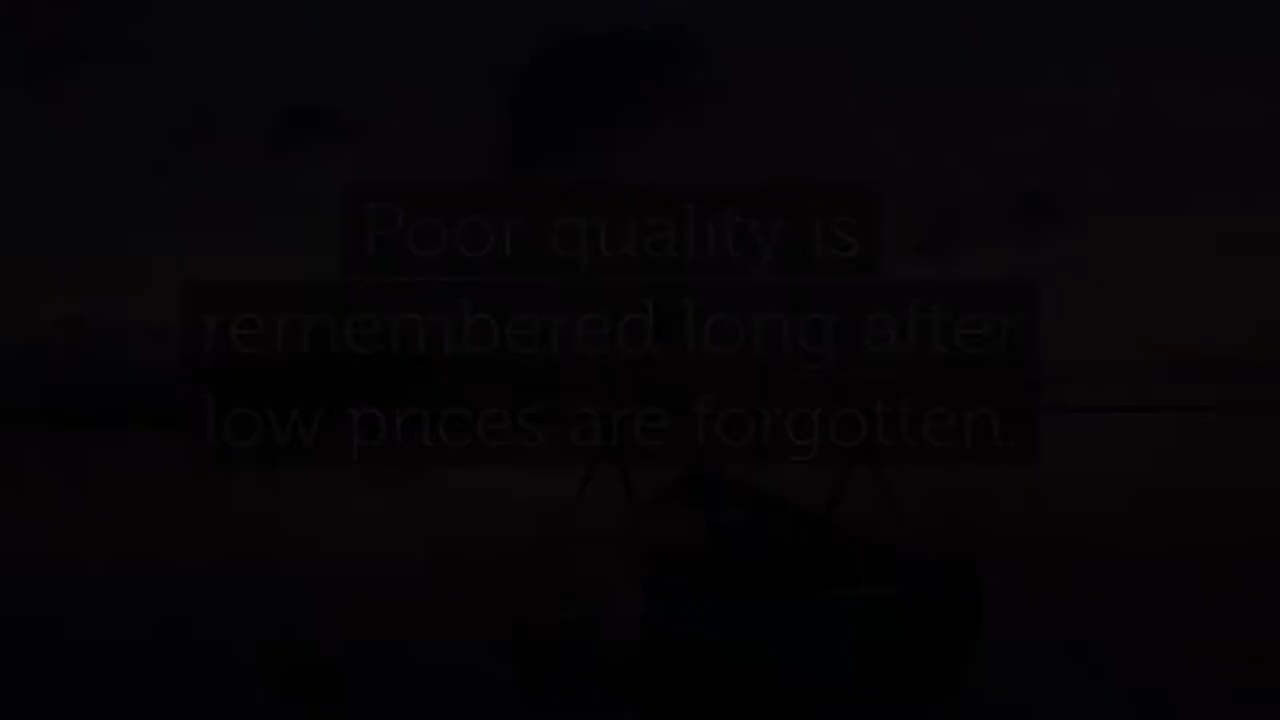 Poor quality is
remembered long after
low prices are forgotten.